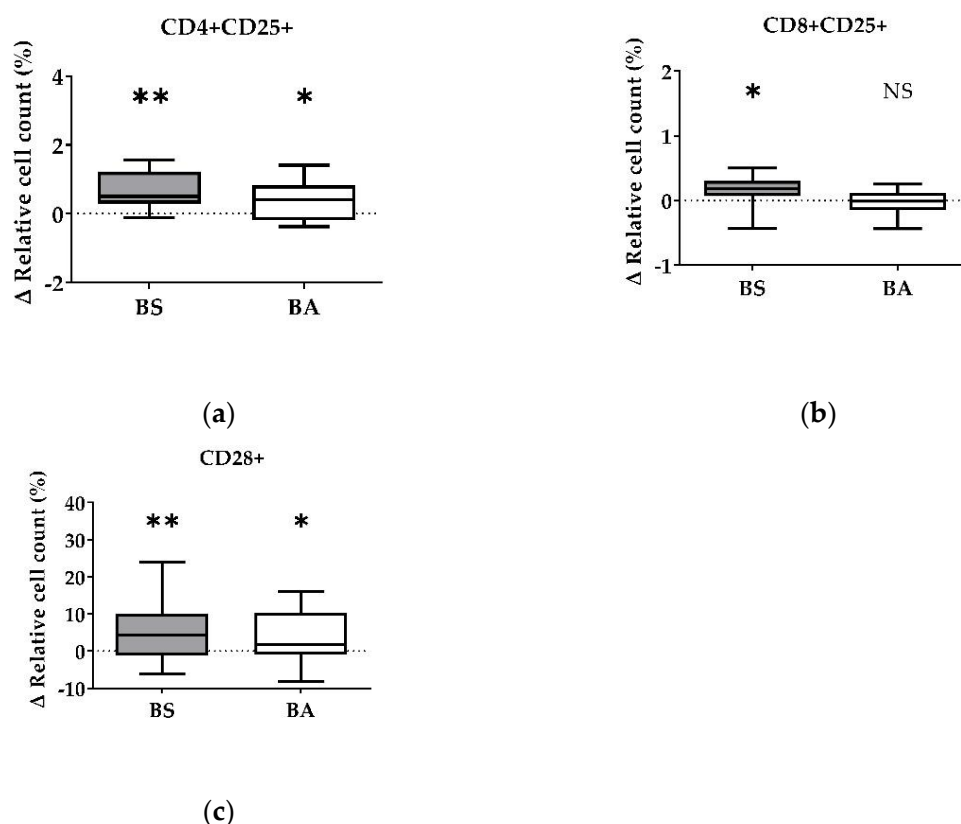 CD4+CD25+
Δ Relative cell count (%)
4
2
0
-2
** *
BS BA
(a)
CD8+CD25+
Δ Relative cell count (%)
2
1
0
-1
* NS
BS BA
(b)
CD28+
Δ Relative cell count (%)
40
30
20
10
0
-10
** *
BS BA
(c)